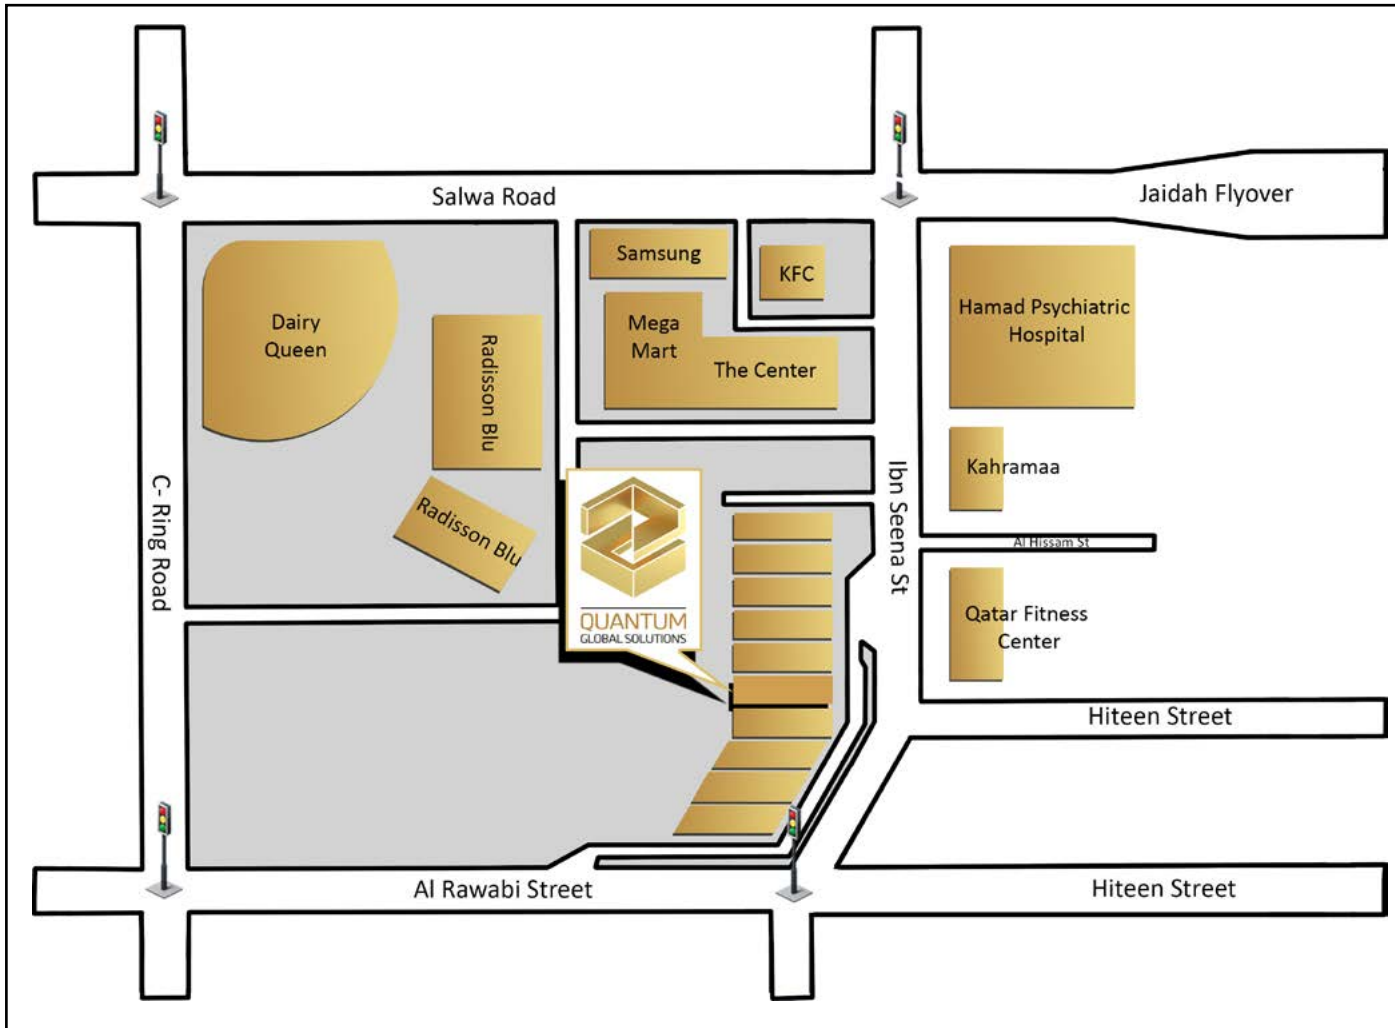 Salwa Road
Jaidah Flyover
Samsung
KFC
Mega
Mart
The Center
Hamad Psychiatric
Hospital
Dairy
Queen
Radisson Blu
Radisson Blu
Kahramaa
C- Ring Road
Ibn Seena St
Al Hissam St
QUANTUM
GLOBAL SOLUTIONS
Qatar Fitness
Center
Hiteen Street
Al Rawabi Street
Hiteen Street